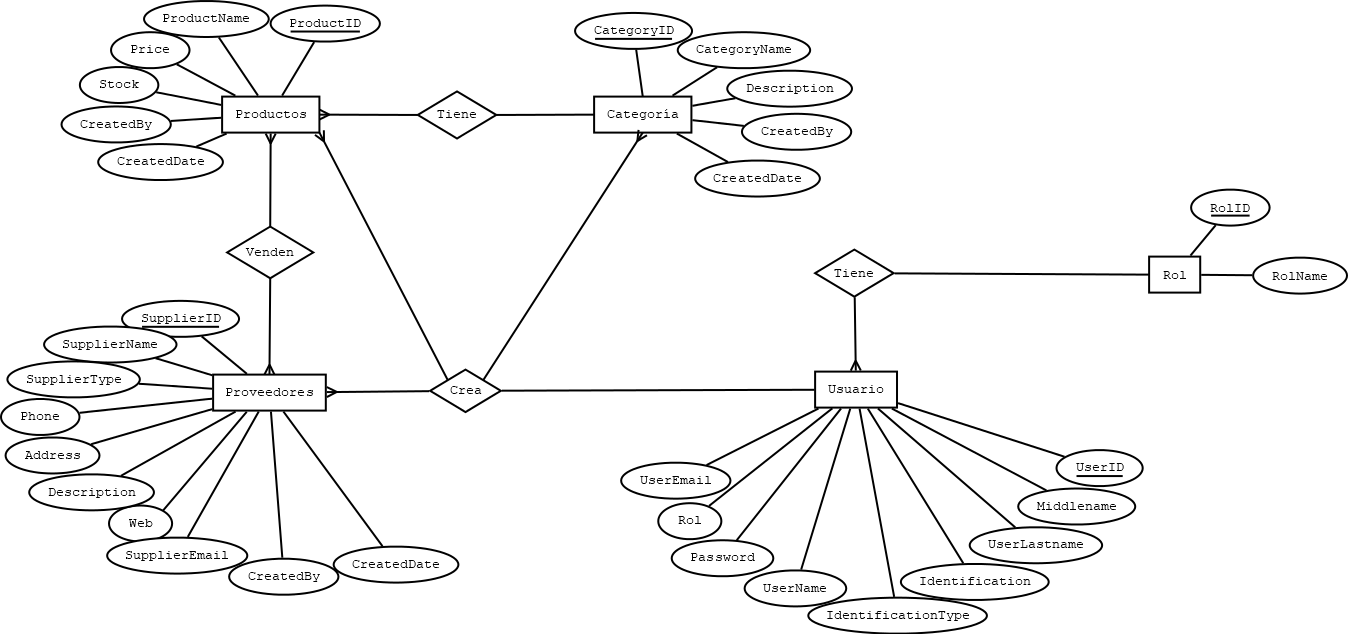 ProductName
ProductID
Price
Stock
CreatedBy
CreatedDate
Productos
Tiene
CategoryID
CategoryName
Description
CreatedBy
CreatedDate
Categoría
Venden
Tiene
RolID
Rol
RolName
SupplierID
SupplierName
SupplierType
Phone
Address
Description
Web
SupplierEmail
CreatedBy
CreatedDate
Proveedores
Crea
Usuario
UserEmail
Rol
Password
UserName
IdentificationType
Identification
UserLastname
Middlename
UserID